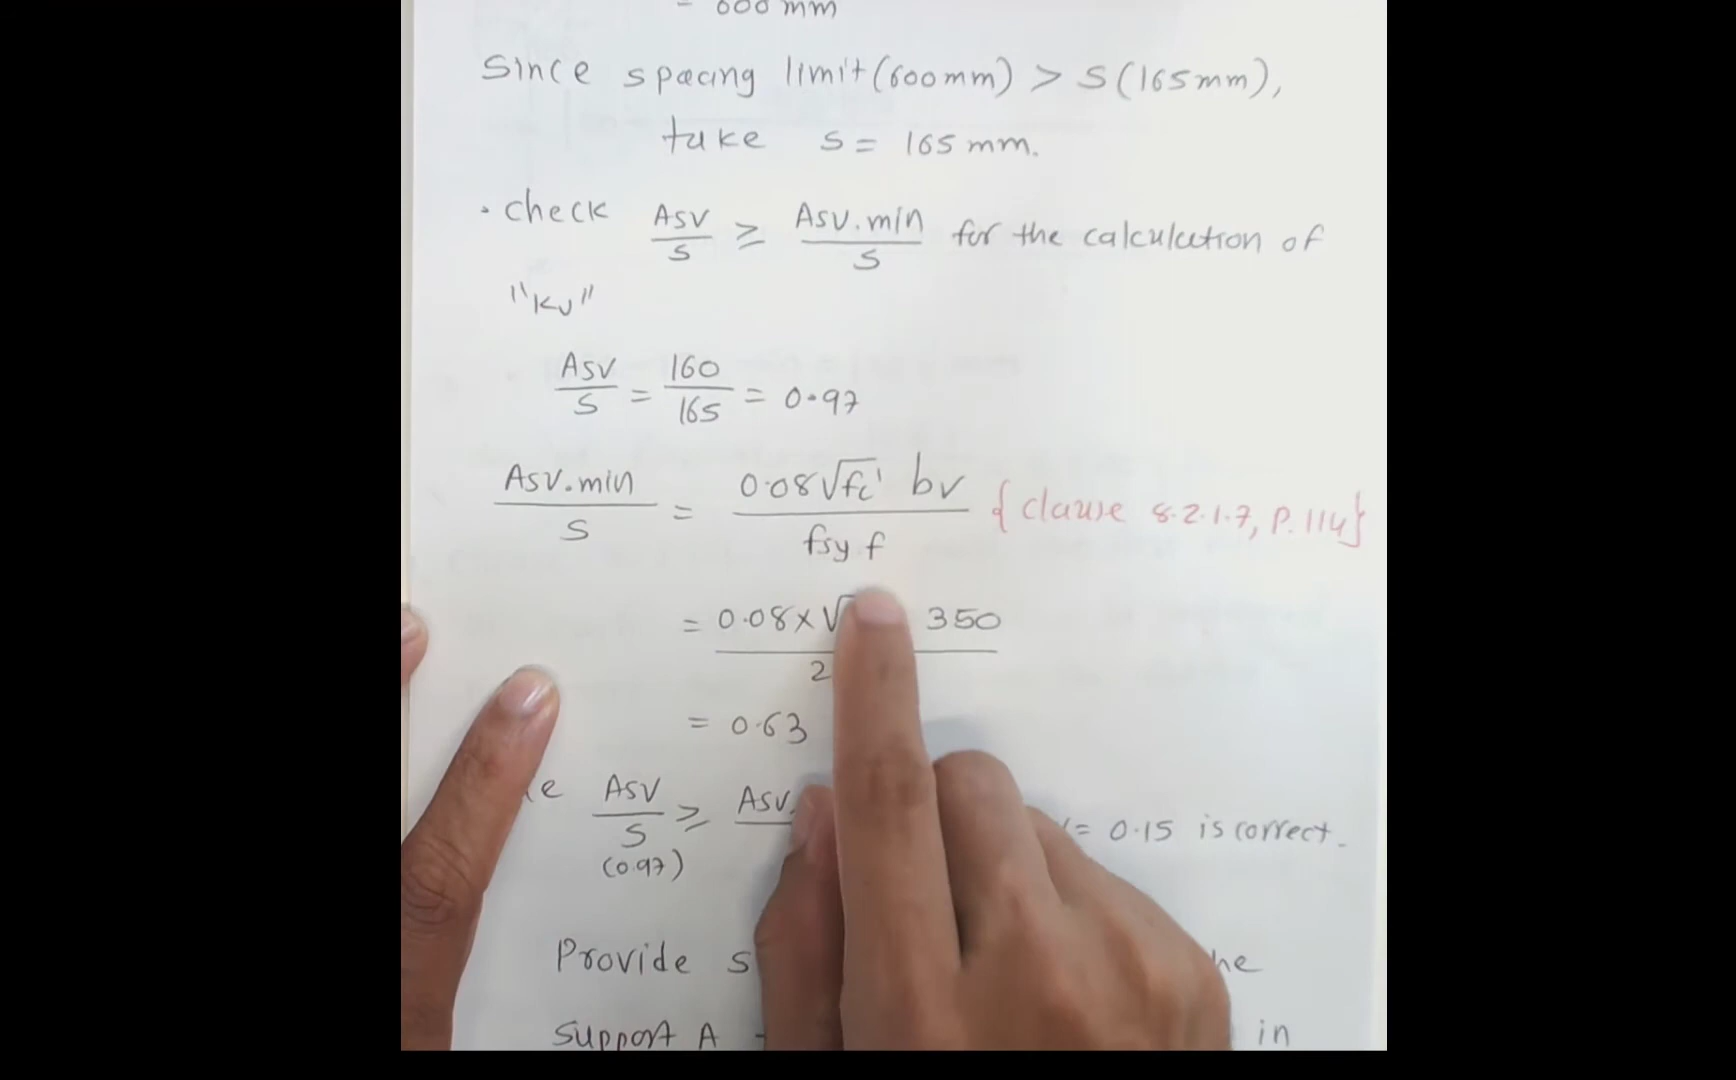 = 600 mm
Since spacing limit (600mm) > S (165mm),
take S = 165 mm.
• check Asv/S ≥ Asv.min/S for the calculation of
"kv"
Asv/S = 160/165 = 0.97
Asv.min/S = 0.08√fc' bv / fsy f {clause 8.2.1.7, P.114}
= 0.08×√ 350 / 2
= 0.63
Asv/S ≥ Asv. = 0.15 is correct.
(0.97)
Provide
Support A in